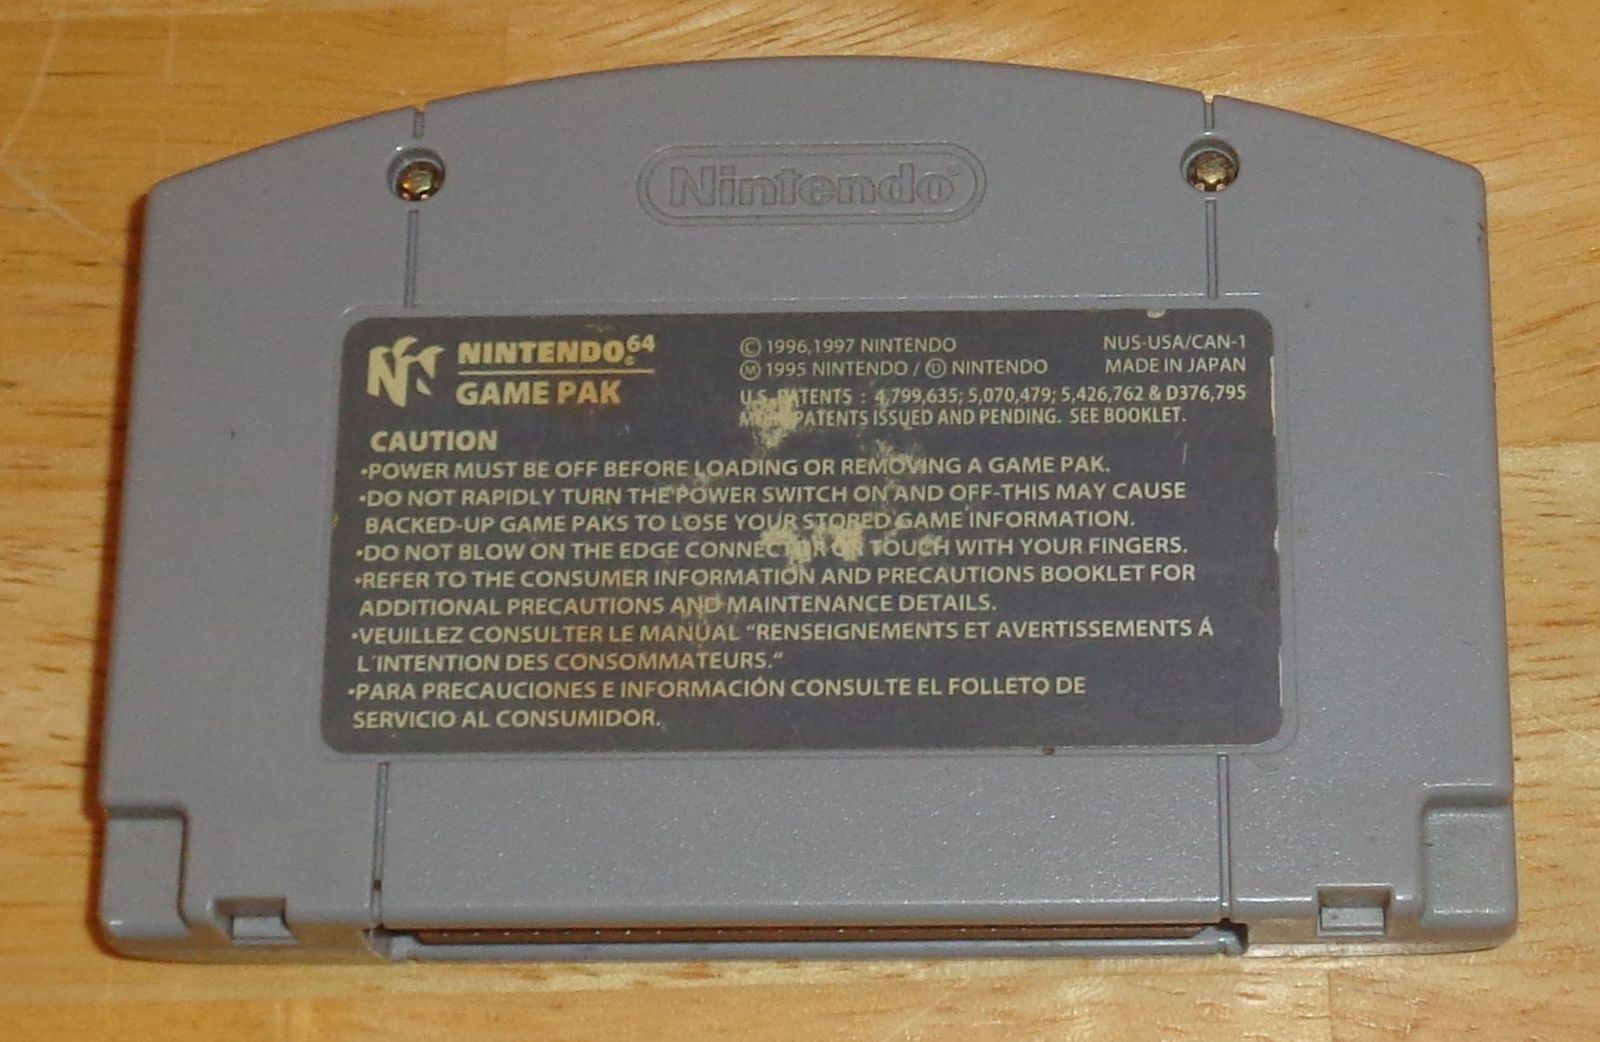 Nintendo®
NINTENDO®64
GAME PAK
© 1996,1997 NINTENDO
Ⓜ 1995 NINTENDO / Ⓓ NINTENDO
NUS-USA/CAN-1
MADE IN JAPAN
U.S. PATENTS : 4,799,635; 5,070,479; 5,426,762 & D376,795
PATENTS ISSUED AND PENDING. SEE BOOKLET.
CAUTION
•POWER MUST BE OFF BEFORE LOADING OR REMOVING A GAME PAK.
•DO NOT RAPIDLY TURN THE POWER SWITCH ON AND OFF-THIS MAY CAUSE
BACKED-UP GAME PAKS TO LOSE YOUR STORED GAME INFORMATION.
•DO NOT BLOW ON THE EDGE CONNECTOR OR TOUCH WITH YOUR FINGERS.
•REFER TO THE CONSUMER INFORMATION AND PRECAUTIONS BOOKLET FOR
ADDITIONAL PRECAUTIONS AND MAINTENANCE DETAILS.
•VEUILLEZ CONSULTER LE MANUAL "RENSEIGNEMENTS ET AVERTISSEMENTS Á
L'INTENTION DES CONSOMMATEURS."
•PARA PRECAUCIONES E INFORMACIÓN CONSULTE EL FOLLETO DE
SERVICIO AL CONSUMIDOR.